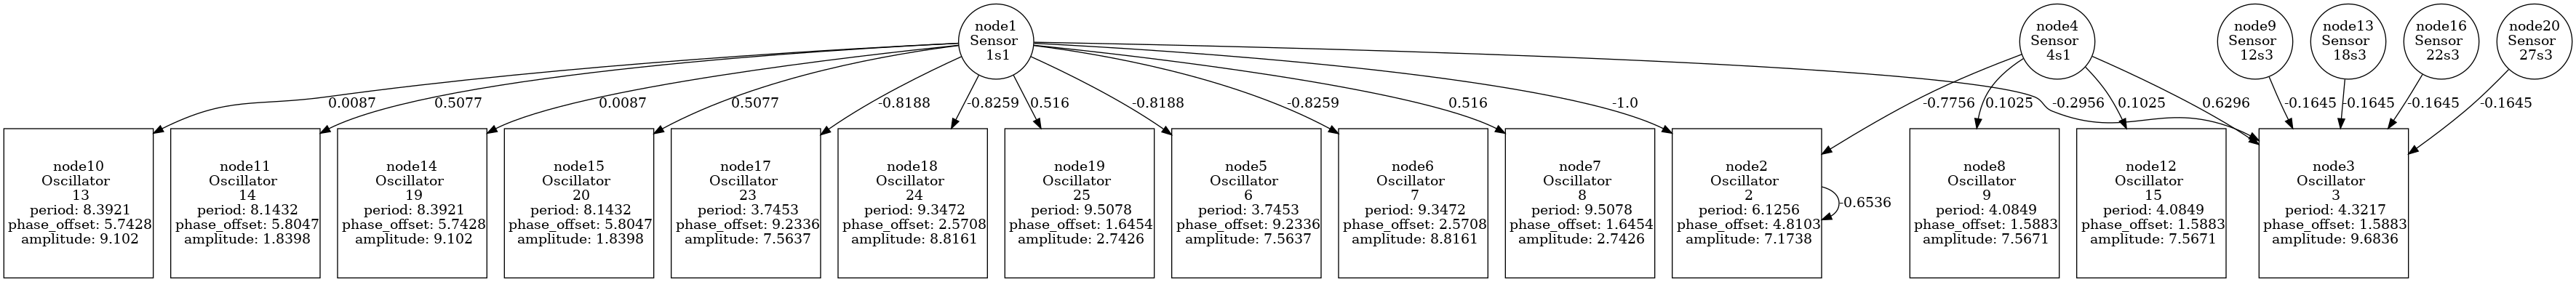 node1
Sensor
1s1
node4
Sensor
4s1
node9
Sensor
12s3
node13
Sensor
18s3
node16
Sensor
22s3
node20
Sensor
27s3
0.0087
0.5077
0.0087
0.5077
-0.8188
-0.8259
0.516
-0.8188
-0.8259
0.516
-1.0
-0.7756
0.1025
0.1025
-0.2956
0.6296
-0.1645
-0.1645
-0.1645
-0.1645
node10
Oscillator
13
period: 8.3921
phase_offset: 5.7428
amplitude: 9.102
node11
Oscillator
14
period: 8.1432
phase_offset: 5.8047
amplitude: 1.8398
node14
Oscillator
19
period: 8.3921
phase_offset: 5.7428
amplitude: 9.102
node15
Oscillator
20
period: 8.1432
phase_offset: 5.8047
amplitude: 1.8398
node17
Oscillator
23
period: 3.7453
phase_offset: 9.2336
amplitude: 7.5637
node18
Oscillator
24
period: 9.3472
phase_offset: 2.5708
amplitude: 8.8161
node19
Oscillator
25
period: 9.5078
phase_offset: 1.6454
amplitude: 2.7426
node5
Oscillator
6
period: 3.7453
phase_offset: 9.2336
amplitude: 7.5637
node6
Oscillator
7
period: 9.3472
phase_offset: 2.5708
amplitude: 8.8161
node7
Oscillator
8
period: 9.5078
phase_offset: 1.6454
amplitude: 2.7426
node2
Oscillator
2
period: 6.1256
phase_offset: 4.8103
amplitude: 7.1738
-0.6536
node8
Oscillator
9
period: 4.0849
phase_offset: 1.5883
amplitude: 7.5671
node12
Oscillator
15
period: 4.0849
phase_offset: 1.5883
amplitude: 7.5671
node3
Oscillator
3
period: 4.3217
phase_offset: 1.5883
amplitude: 9.6836